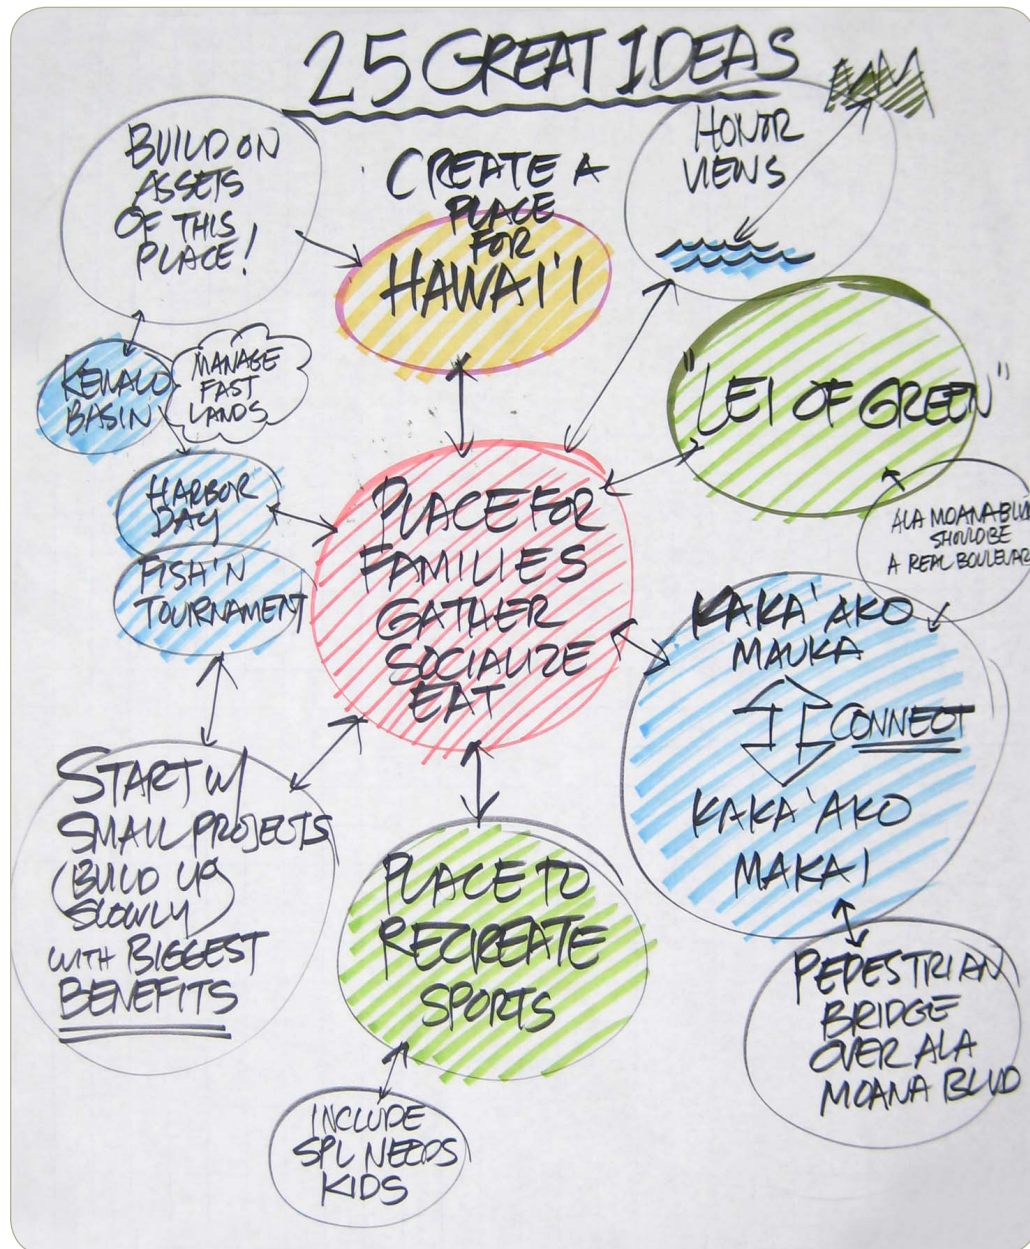 25 GREAT IDEAS
BUILD ON
ASSETS
OF THIS
PLACE!
CREATE A
PLACE
FOR
HAWAI'I
HONOR
VIEWS
KEWALO
BASIN
MANAGE
FAST
LANDS
"LEI OF GREEN"
HARBOR
DAY
FISH'N
TOURNAMENT
PLACE FOR
FAMILIES
GATHER
SOCIALIZE
EAT
ALA MOANA BLVD
SHOULD BE
A REAL BOULEVARD
KAKA'AKO
MAUKA
CONNECT
KAKA'AKO
MAKAI
START W/
SMALL PROJECTS
(BUILD UP
SLOWLY)
WITH BIGGEST
BENEFITS
PLACE TO
RECREATE
SPORTS
PEDESTRIAN
BRIDGE
OVER ALA
MOANA BLVD
INCLUDE
SPL NEEDS
KIDS